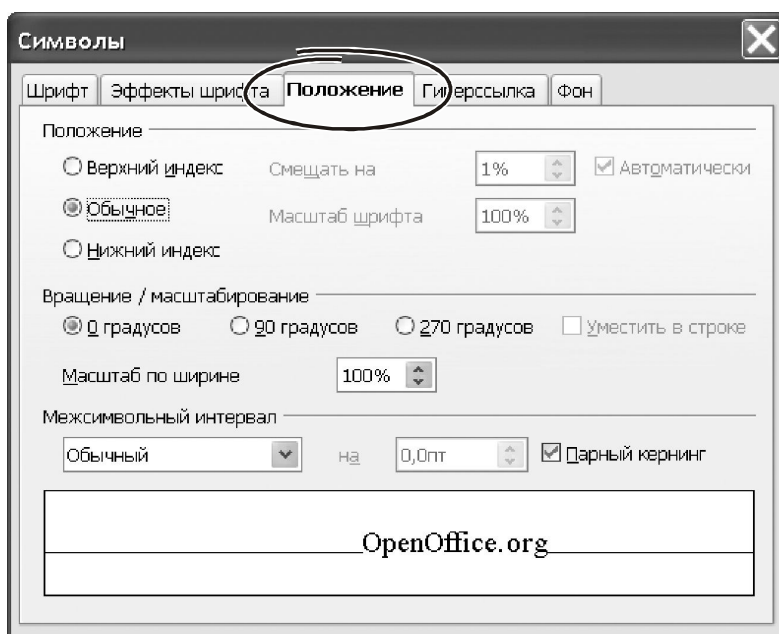 Символы
Шрифт Эффекты шрифта Положение Гиперссылка Фон
Положение
Верхний индекс Смещать на 1% Автоматически
Обычное Масштаб шрифта 100%
Нижний индекс
Вращение / масштабирование
0 градусов 90 градусов 270 градусов Уместить в строке
Масштаб по ширине 100%
Межсимвольный интервал
Обычный на 0,0пт Парный кернинг
OpenOffice.org